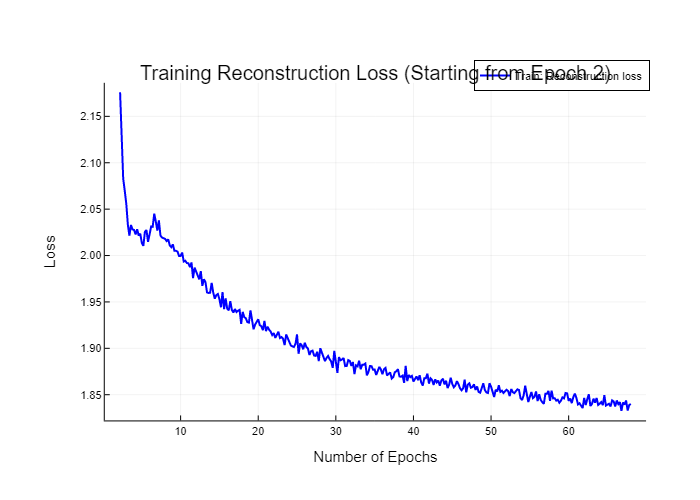 Training Reconstruction Loss (Starting from Epoch 2)
Train: Reconstruction loss
2.15
2.10
2.05
2.00
1.95
1.90
1.85
Loss
10 20 30 40 50 60
Number of Epochs